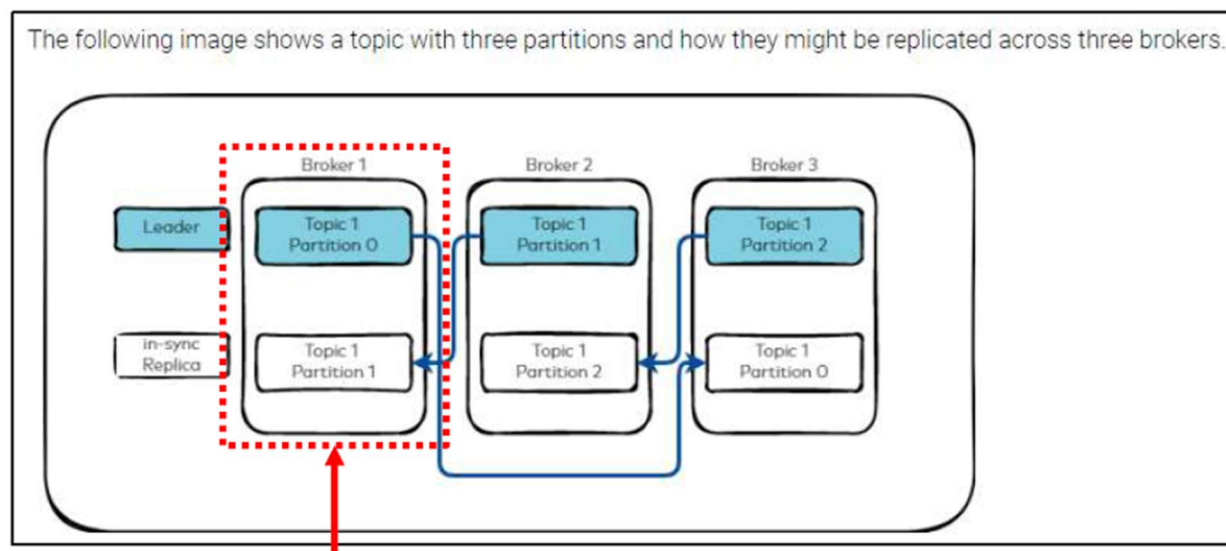 The following image shows a topic with three partitions and how they might be replicated across three brokers.
Broker 1
Broker 2
Broker 3
Leader
Topic 1
Partition 0
Topic 1
Partition 1
Topic 1
Partition 2
in-sync
Replica
Topic 1
Partition 1
Topic 1
Partition 2
Topic 1
Partition 0